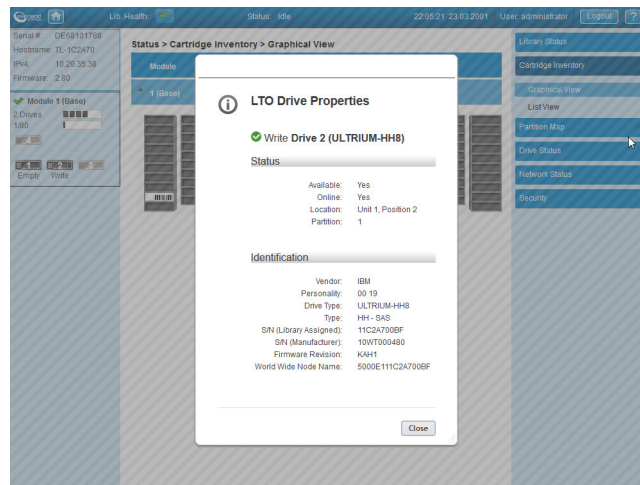 Lib. Health:
Status: Idle
22:05:21 23.03.2001
User: administrator
Logout
?
Serial #: DE68101788
Hostname: TL-1C2A70
IPv4: 10.20.35.38
Firmware: 2.80
Module 1 (Base)
2 Drives
1/80
Empty Write
Status > Cartridge Inventory > Graphical View
Module
1 (Base)
LTO Drive Properties
Write Drive 2 (ULTRIUM-HH8)
Status
Available: Yes
Online: Yes
Location: Unit 1, Position 2
Partition: 1
Identification
Vendor: IBM
Personality: 00 19
Drive Type: ULTRIUM-HH8
Type: HH - SAS
S/N (Library Assigned): 11C2A700BF
S/N (Manufacturer): 10WT000480
Firmware Revision: KAH1
World Wide Node Name: 5000E111C2A700BF
Close
Library Status
Cartridge Inventory
Graphical View
List View
Partition Map
Drive Status
Network Status
Security